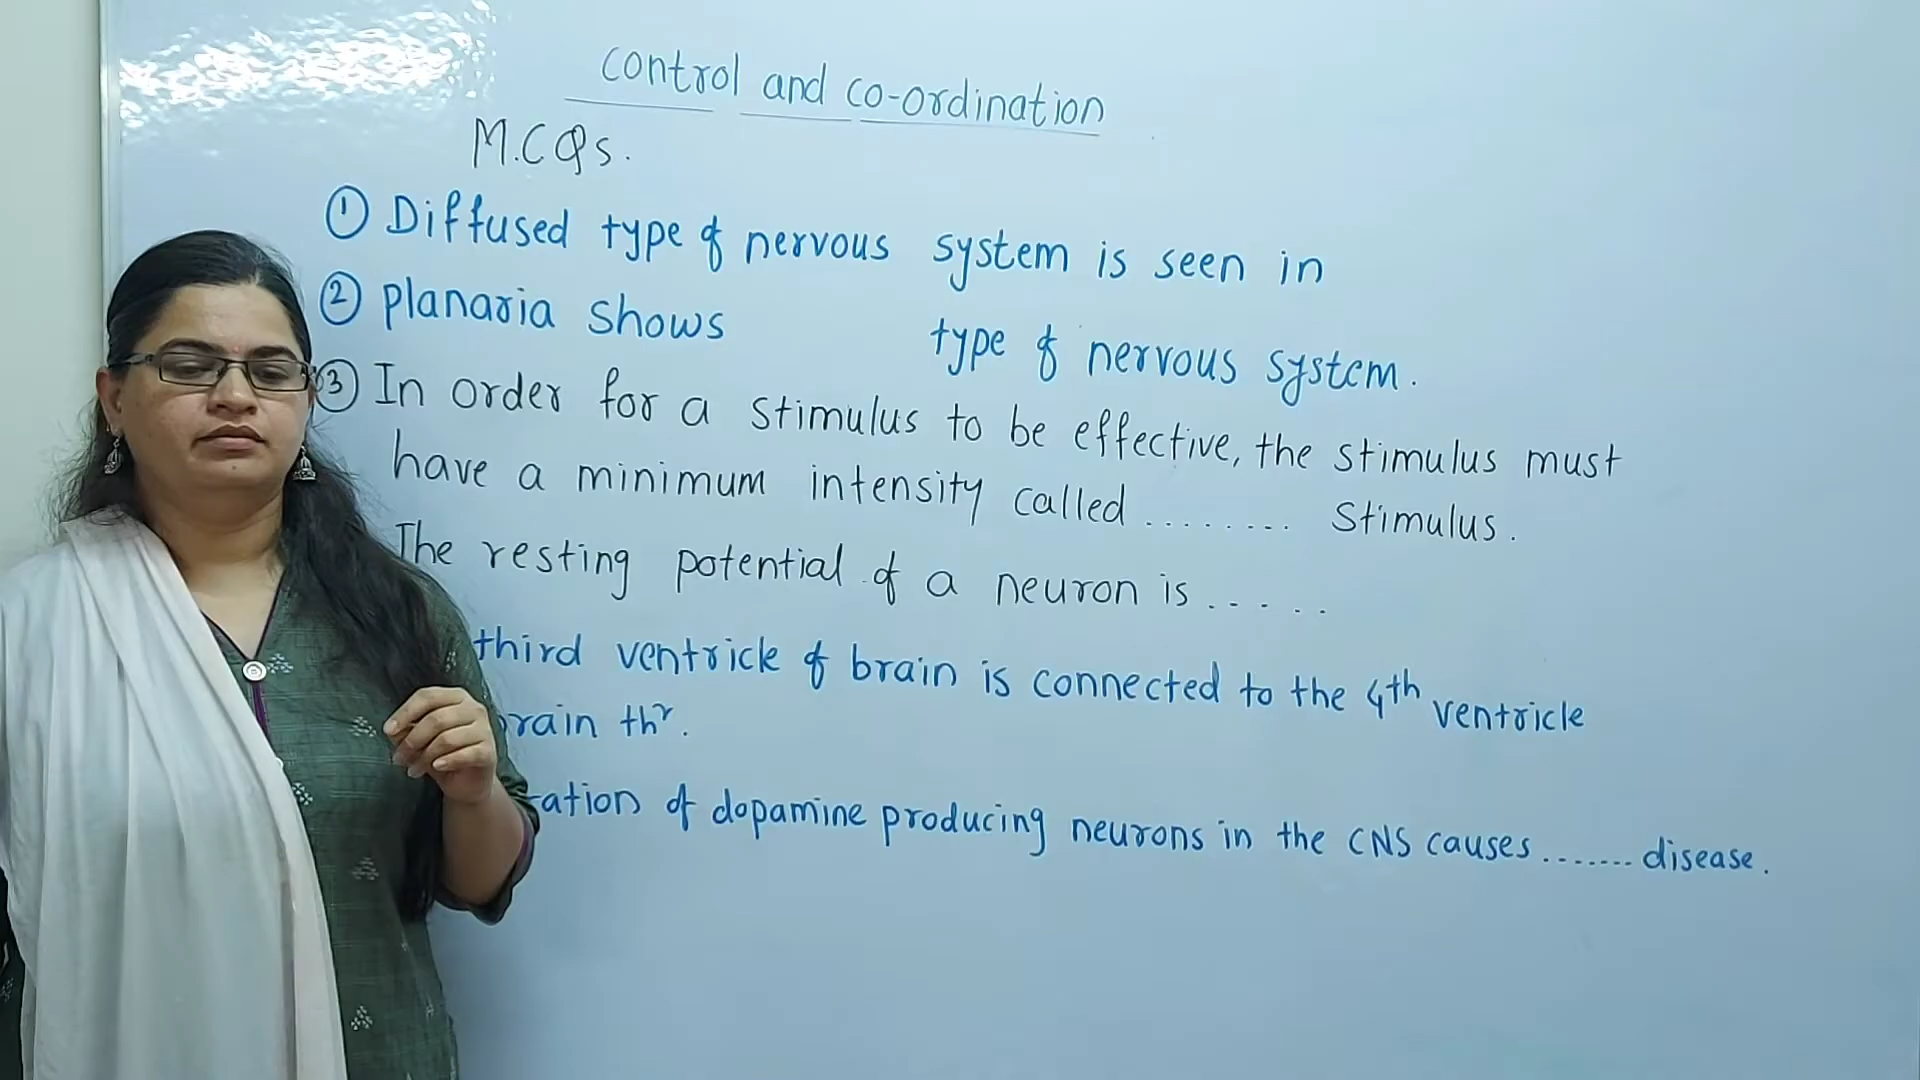 control and co-ordination
M.C.Qs.
① Diffused type of nervous system is seen in
② planaria shows type of nervous system.
③ In order for a stimulus to be effective, the stimulus must
have a minimum intensity called ........ Stimulus.
The resting potential of a neuron is .....
third ventricle of brain is connected to the 4th ventricle
thr.
of dopamine producing neurons in the CNS causes ....... disease.